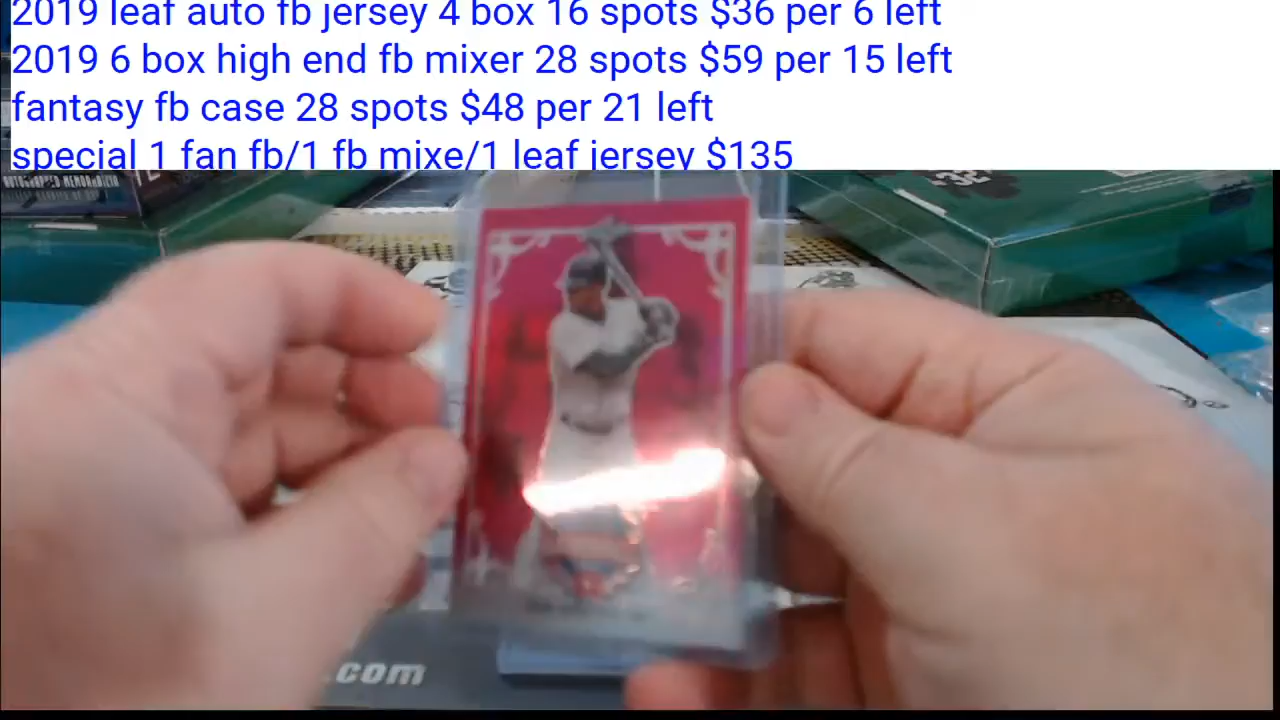 2019 leaf auto fb jersey 4 box 16 spots $36 per 6 left
2019 6 box high end fb mixer 28 spots $59 per 15 left
fantasy fb case 28 spots $48 per 21 left
special 1 fan fb/1 fb mixe/1 leaf jersey $135
AUTOGRAPHED MEMORABILIA
.com